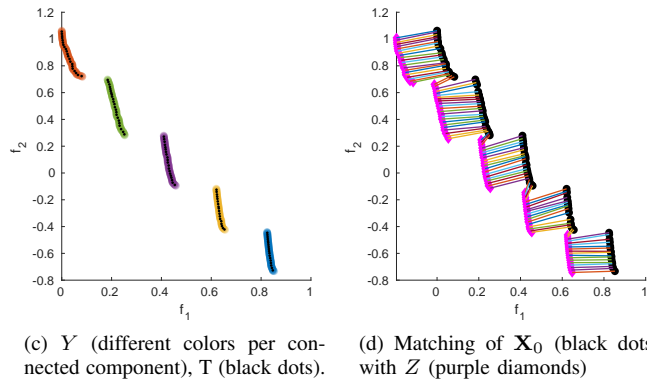 1.2
1
0.8
0.6
0.4
0.2
0
-0.2
-0.4
-0.6
-0.8
0 0.2 0.4 0.6 0.8 1
f1
f2
1.2
1
0.8
0.6
0.4
0.2
0
-0.2
-0.4
-0.6
-0.8
0 0.2 0.4 0.6 0.8 1
f1
f2
(c) Y (different colors per con-
nected component), T (black dots).
(d) Matching of X0 (black dots
with Z (purple diamonds)